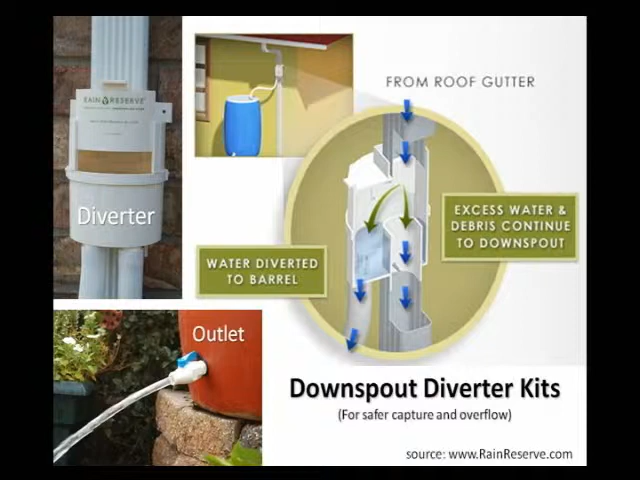 RAIN RESERVE
Diverter
FROM ROOF GUTTER
EXCESS WATER &
DEBRIS CONTINUE
TO DOWNSPOUT
WATER DIVERTED
TO BARREL
Outlet
Downspout Diverter Kits
(For safer capture and overflow)
source: www.RainReserve.com